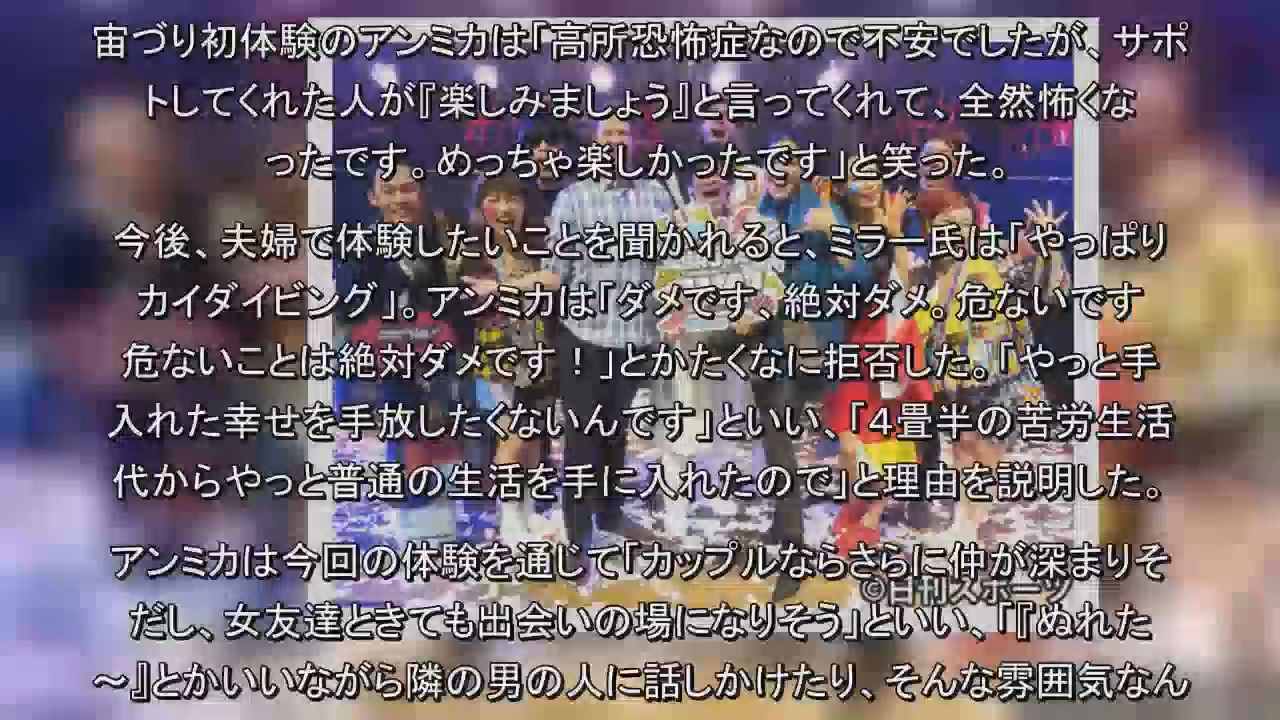 宙づり初体験のアンミカは「高所恐怖症なので不安でしたが、サポ
トしてくれた人が『楽しみましょう』と言ってくれて、全然怖くな
ったです。めっちゃ楽しかったです」と笑った。
今後、夫婦で体験したいことを聞かれると、ミラー氏は「やっぱり
カイダイビング」。アンミカは「ダメです、絶対ダメ。危ないです
危ないことは絶対ダメです！」とかたくなに拒否した。「やっと手
入れた幸せを手放したくないんです」といい、「４畳半の苦労生活
代からやっと普通の生活を手に入れたので」と理由を説明した。
アンミカは今回の体験を通じて「カップルならさらに仲が深まりそ
©日刊スポーツ
だし、女友達ときても出会いの場になりそう」といい、「『ぬれた
～』とかいいながら隣の男の人に話しかけたり、そんな雰囲気なん